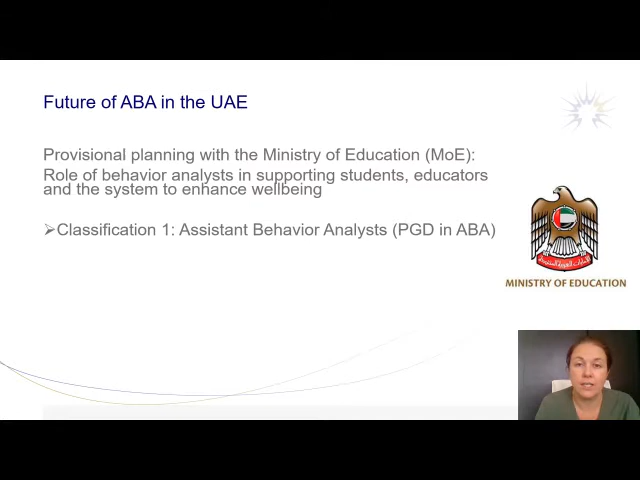 Future of ABA in the UAE
Provisional planning with the Ministry of Education (MoE):
Role of behavior analysts in supporting students, educators
and the system to enhance wellbeing
➢Classification 1: Assistant Behavior Analysts (PGD in ABA)
MINISTRY OF EDUCATION